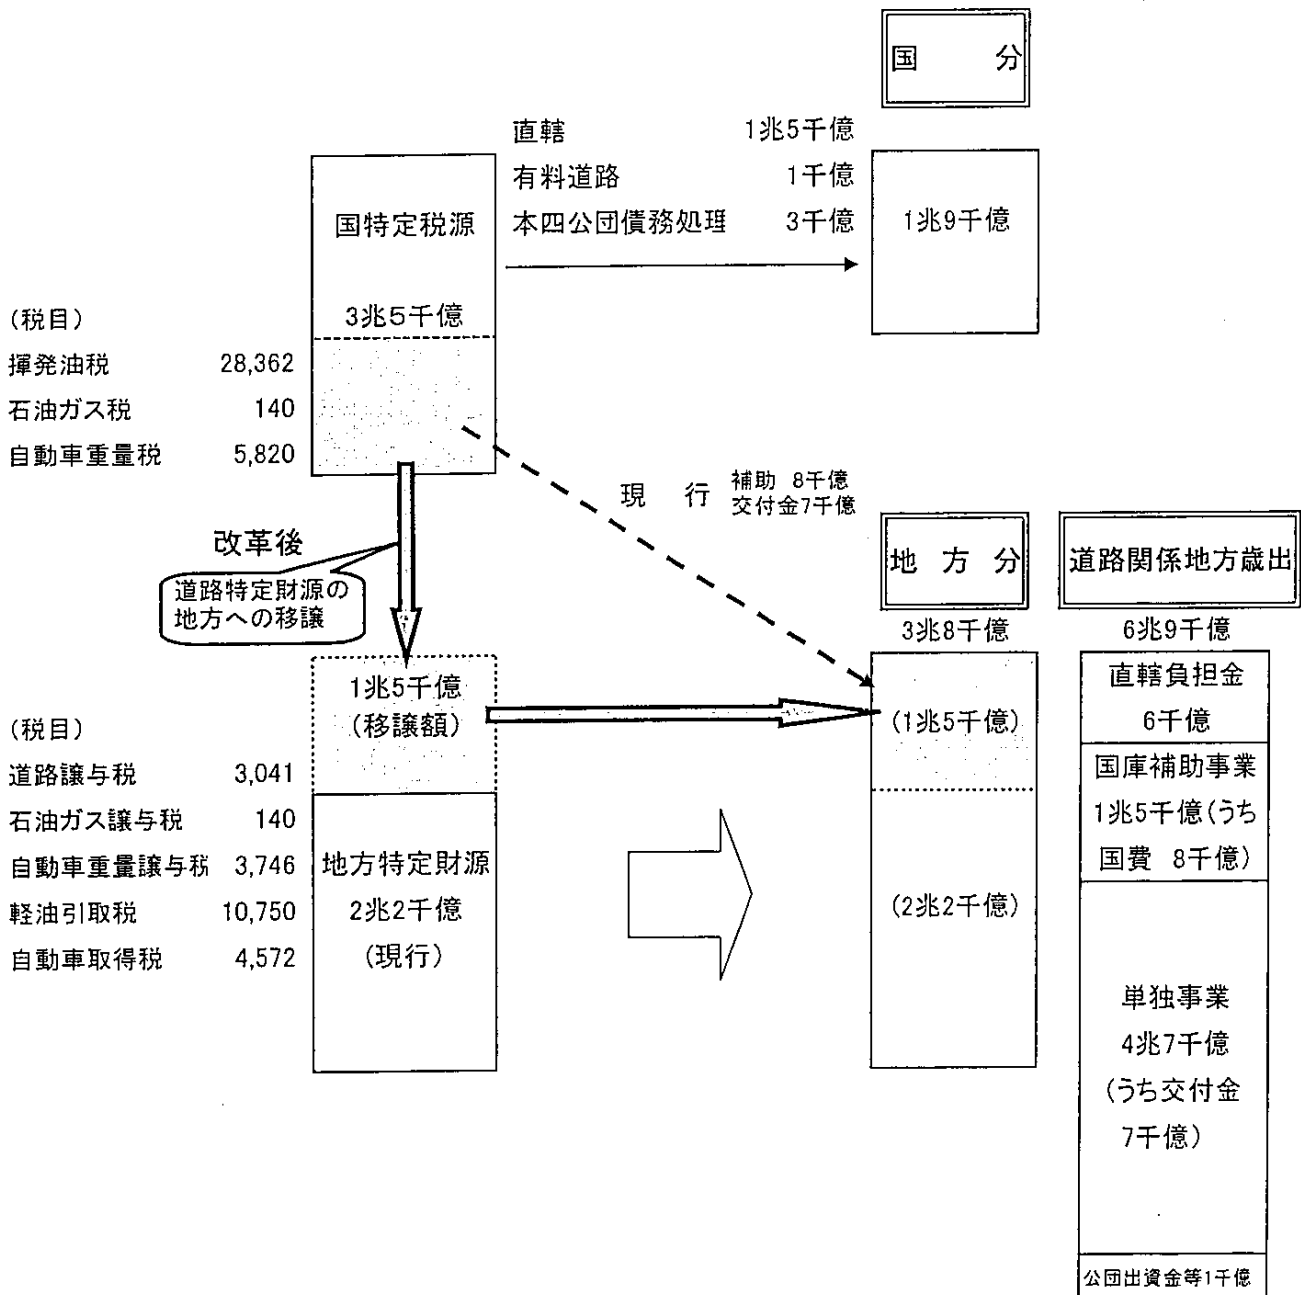 国　分
直轄　1兆5千億
有料道路　1千億
本四公団債務処理　3千億
1兆9千億
国特定税源
3兆5千億
(税目)
揮発油税　28,362
石油ガス税　140
自動車重量税　5,820
現　行
補助 8千億
交付金7千億
改革後
道路特定財源の
地方への移譲
地 方 分
3兆8千億
道路関係地方歳出
6兆9千億
1兆5千億
(移譲額)
(税目)
道路譲与税　3,041
石油ガス譲与税　140
自動車重量譲与税　3,746
軽油引取税　10,750
自動車取得税　4,572
地方特定財源
2兆2千億
(現行)
(1兆5千億)
(2兆2千億)
直轄負担金
6千億
国庫補助事業
1兆5千億(うち
国費 8千億)
単独事業
4兆7千億
(うち交付金
7千億)
公団出資金等1千億